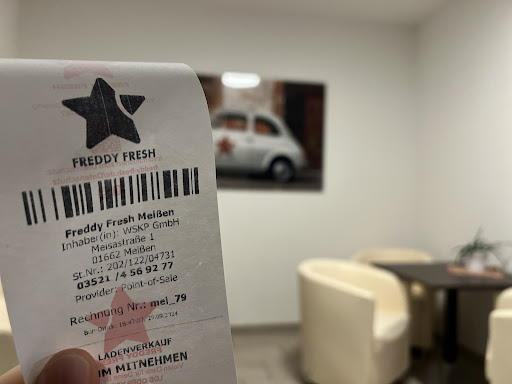 FREDDY FRESH
Freddy Fresh Meißen
Inhaber(in): WSKP GmbH
Meisastraße 1
01662 Meißen
St.Nr.: 202/122/04731
03521 /4 56 92 77
Provider: Point-of-Sale
Rechnung Nr.: mei_79
LADENVERKAUF
IM MITNEHMEN